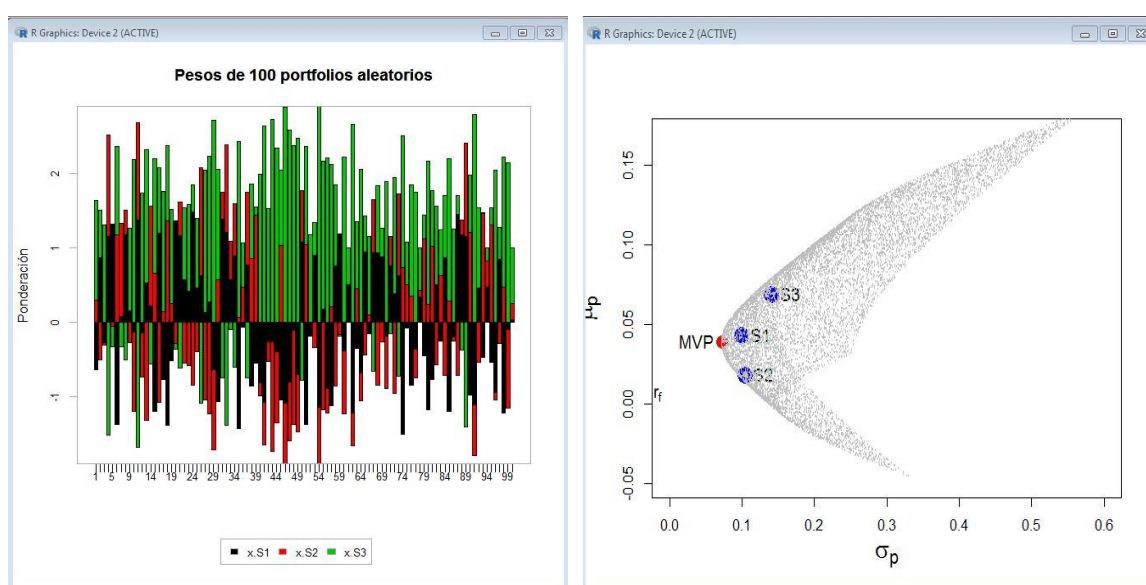 R Graphics: Device 2 (ACTIVE)
Pesos de 100 portfolios aleatorios
Ponderación
2
1
0
-1
1 5 9 14 19 24 29 34 39 44 49 54 59 64 69 74 79 84 89 94 99
x.S1 x.S2 x.S3
R Graphics: Device 2 (ACTIVE)
μp
0.15
0.10
0.05
0.00
-0.05
S3
S1
MVP
S2
rf
0.0 0.1 0.2 0.3 0.4 0.5 0.6
σp